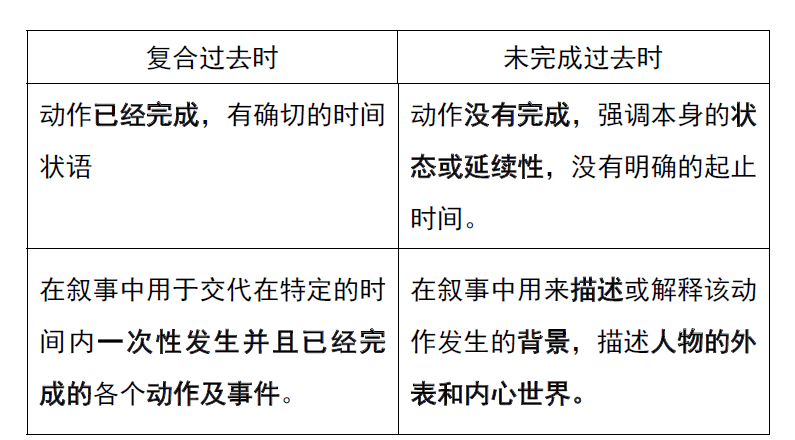 复合过去时
未完成过去时
动作已经完成，有确切的时间
状语
动作没有完成，强调本身的状
态或延续性，没有明确的起止
时间。
在叙事中用于交代在特定的时
间内一次性发生并且已经完
成的各个动作及事件。
在叙事中用来描述或解释该动
作发生的背景，描述人物的外
表和内心世界。